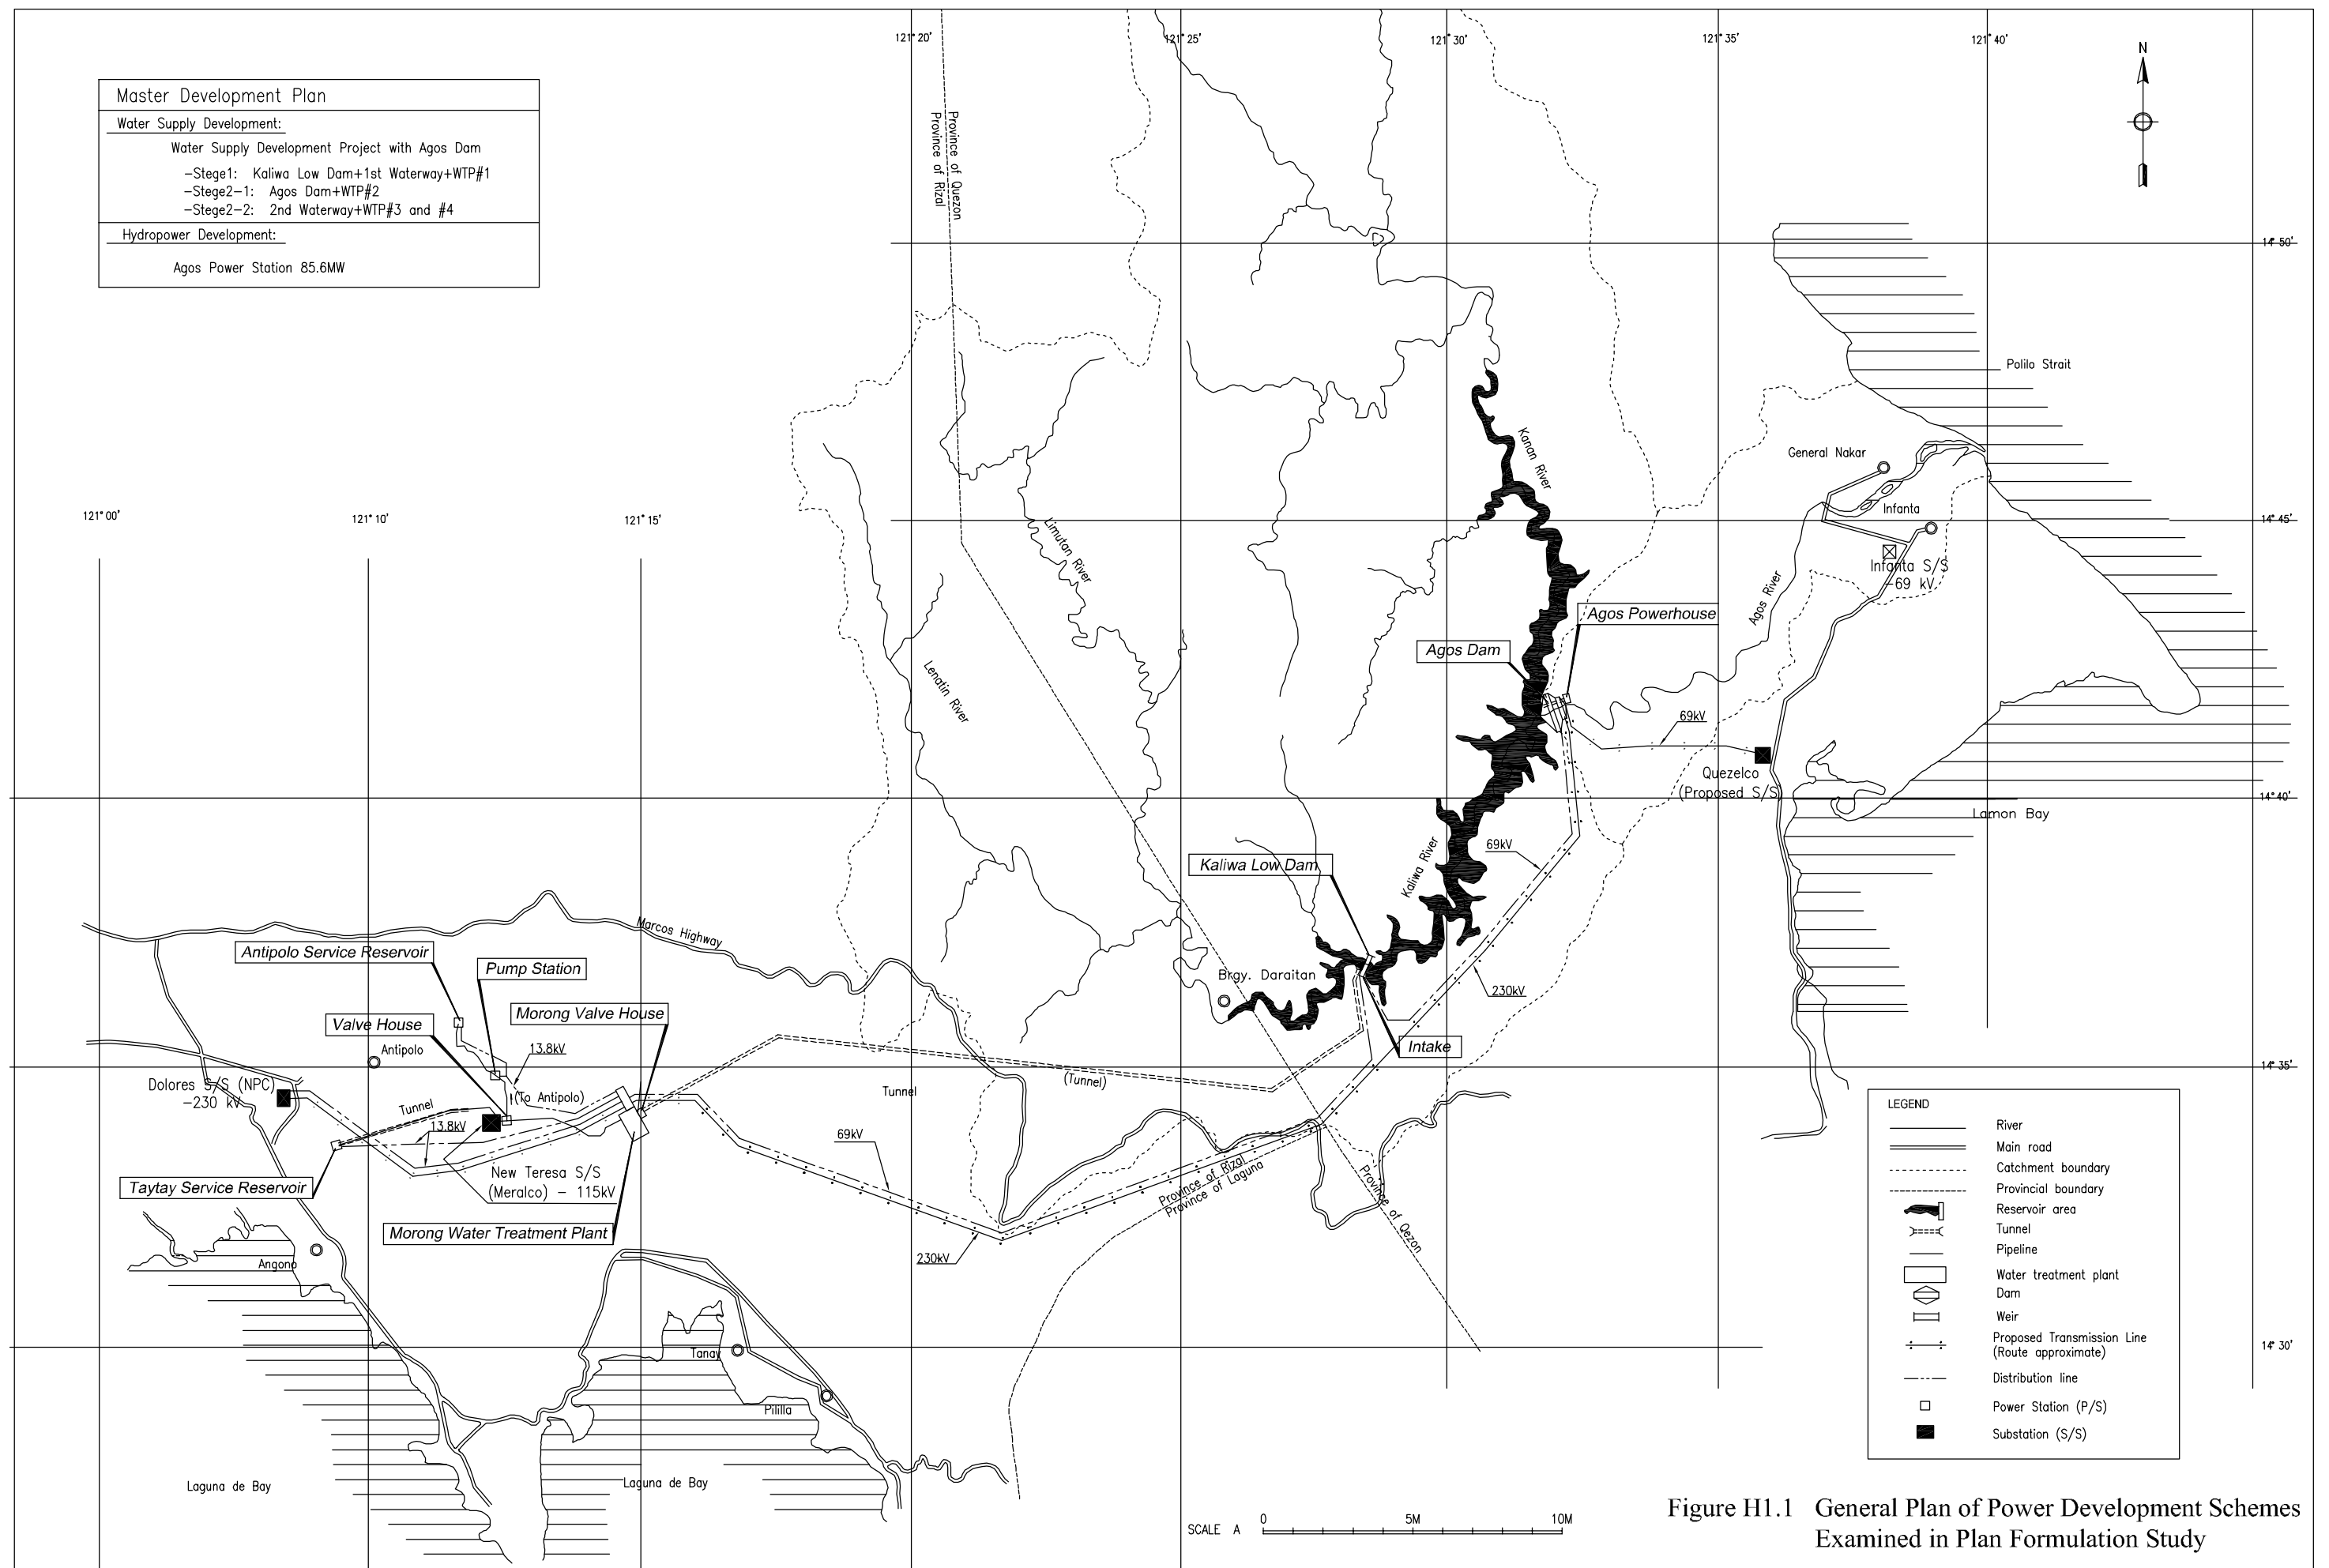 121° 20'
121° 25'
121° 30'
121° 35'
121° 40'
N
Master Development Plan
Water Supply Development:
Water Supply Development Project with Agos Dam
-Stege1: Kaliwa Low Dam+1st Waterway+WTP#1
-Stege2-1: Agos Dam+WTP#2
-Stege2-2: 2nd Waterway+WTP#3 and #4
Hydropower Development:
Agos Power Station 85.6MW
Province of Quezon
Province of Rizal
14° 50'
Polilo Strait
Kanan River
General Nakar
Infanta
121° 00'
121° 10'
121° 15'
14° 45'
Limutan River
Infanta S/S
-69 kV
Agos River
Agos Powerhouse
Agos Dam
Lenatin River
69kV
Quezelco
(Proposed S/S)
14° 40'
Lamon Bay
69kV
Kaliwa River
Kaliwa Low Dam
Marcos Highway
Antipolo Service Reservoir
Pump Station
Brgy. Daraitan
230kV
Morong Valve House
Valve House
Antipolo
13.8kV
Intake
14° 35'
Dolores S/S (NPC)
-230 kV
(Tunnel)
Tunnel
(To Antipolo)
Tunnel
13.8kV
69kV
New Teresa S/S
(Meralco) - 115kV
Taytay Service Reservoir
Morong Water Treatment Plant
Province of Rizal
Province of Laguna
Province of Qezon
230kV
Angono
Tanay
Pililla
Laguna de Bay
Laguna de Bay
14° 30'
LEGEND
River
Main road
Catchment boundary
Provincial boundary
Reservoir area
Tunnel
Pipeline
Water treatment plant
Dam
Weir
Proposed Transmission Line
(Route approximate)
Distribution line
Power Station (P/S)
Substation (S/S)
SCALE A
0 5M 10M
Figure H1.1 General Plan of Power Development Schemes
Examined in Plan Formulation Study